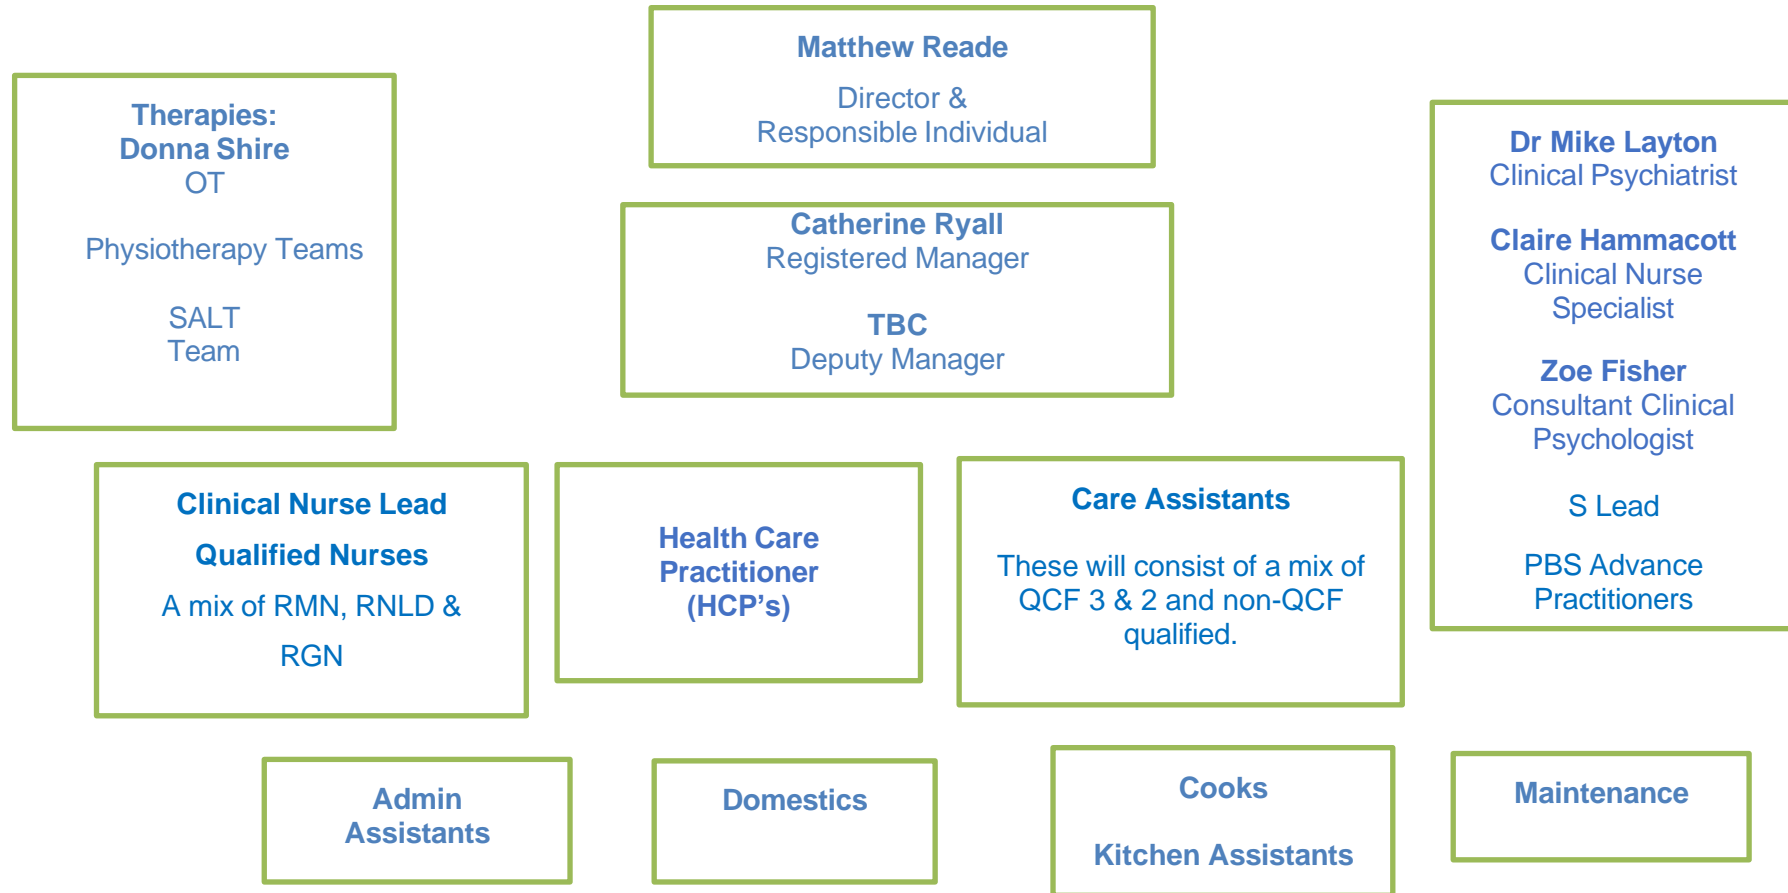 Matthew Reade
Director &
Responsible Individual
Therapies:
Donna Shire
OT
Physiotherapy Teams
SALT
Team
Catherine Ryall
Registered Manager
TBC
Deputy Manager
Dr Mike Layton
Clinical Psychiatrist
Claire Hammacott
Clinical Nurse
Specialist
Zoe Fisher
Consultant Clinical
Psychologist
S Lead
PBS Advance
Practitioners
Clinical Nurse Lead
Qualified Nurses
A mix of RMN, RNLD &
RGN
Health Care
Practitioner
(HCP’s)
Care Assistants
These will consist of a mix of
QCF 3 & 2 and non-QCF
qualified.
Admin
Assistants
Domestics
Cooks
Kitchen Assistants
Maintenance